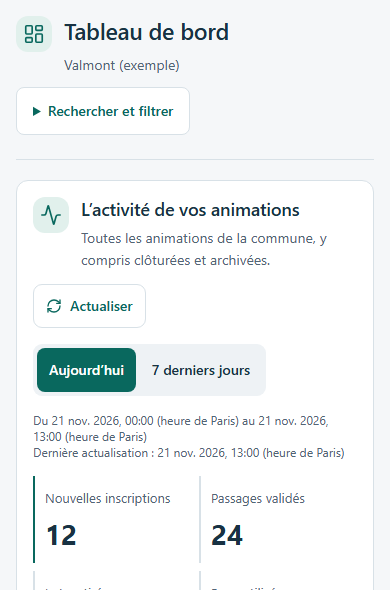 Tableau de bord
Valmont (exemple)
Rechercher et filtrer
L’activité de vos animations
Toutes les animations de la commune, y
compris clôturées et archivées.
Actualiser
Aujourd’hui
7 derniers jours
Du 21 nov. 2026, 00:00 (heure de Paris) au 21 nov. 2026,
13:00 (heure de Paris)
Dernière actualisation : 21 nov. 2026, 13:00 (heure de Paris)
Nouvelles inscriptions
Passages validés
12
24